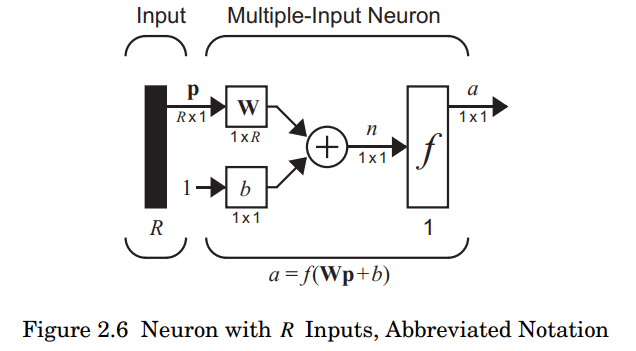 Input Multiple-Input Neuron
p
R x 1
W
1 x R
1
b
1 x 1
+
n
1 x 1
f
a
1 x 1
R
1
a = f(Wp+b)
Figure 2.6 Neuron with R Inputs, Abbreviated Notation